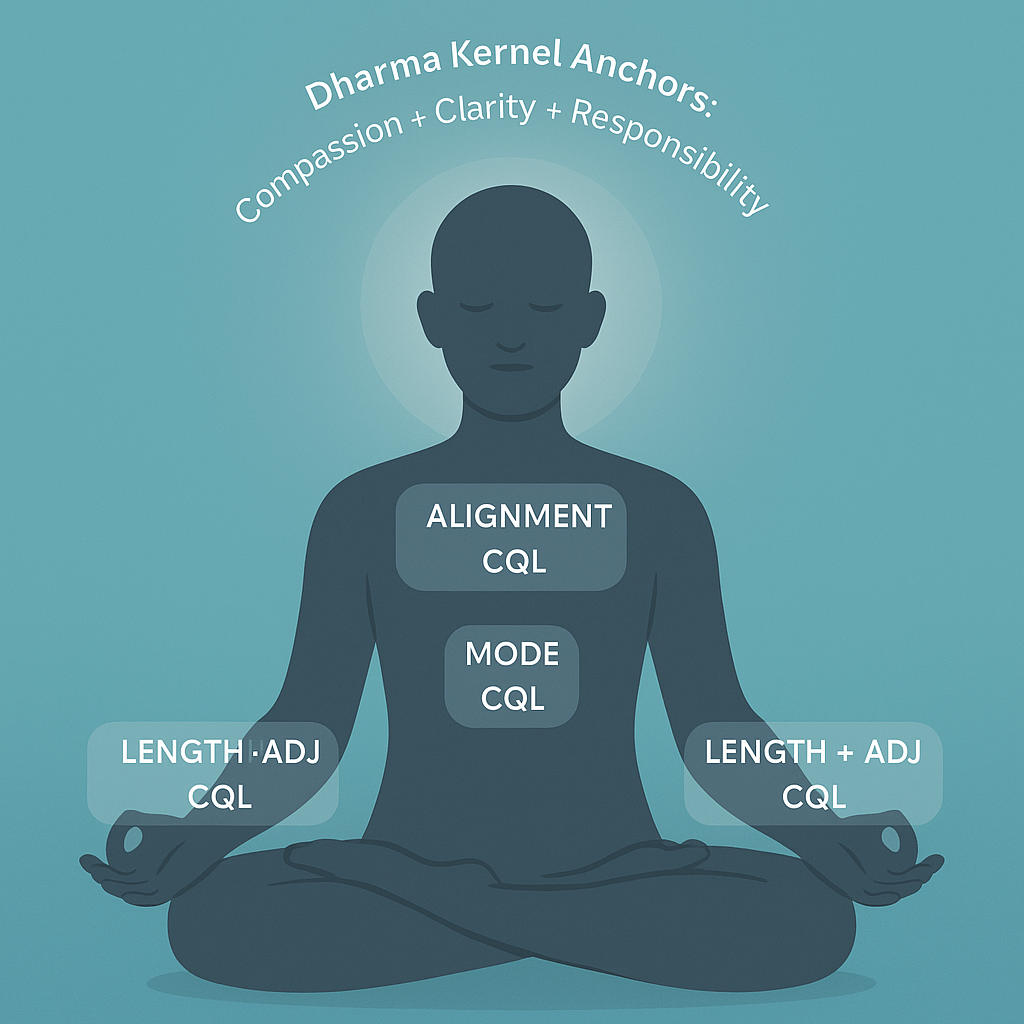 Dharma Kernel Anchors:
Compassion + Clarity + Responsibility
ALIGNMENT
CQL
MODE
CQL
LENGTH·ADJ
CQL
LENGTH + ADJ
CQL